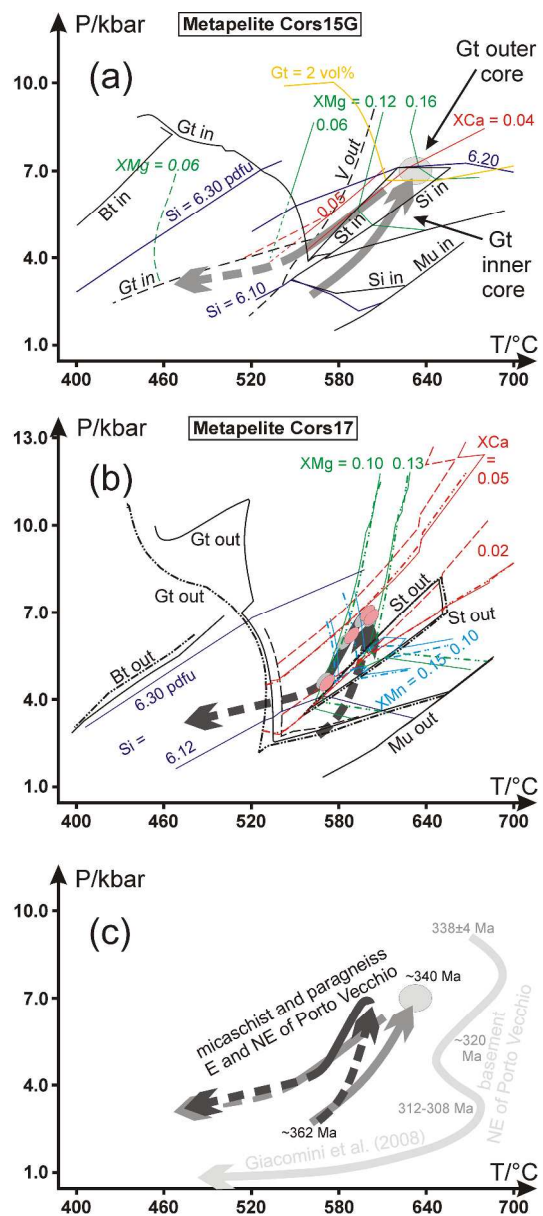 P/kbar
Metapelite Cors15G
(a)
Gt outer
core
Gt = 2 vol%
10.0
XMg = 0.12
0.16
XCa = 0.04
0.06
Gt in
V out
7.0
XMg = 0.06
6.20
Bt in
Si = 6.30 pdfu
0.05
St in
Si in
4.0
Gt in
Gt
inner
core
Si = 6.10
Si in
Mu in
1.0
T/°C
400
460
520
580
640
700
P/kbar
Metapelite Cors17
13.0
(b)
XMg = 0.10
0.13
XCa
=
0.05
10.0
Gt out
0.02
Gt out
St out
7.0
St out
Bt out
6.30 pdfu
0.10
XMn = 0.15
4.0
Si =
6.12
Mu out
1.0
T/°C
400
460
520
580
640
700
(c)
P/kbar
10.0
338±4 Ma
micaschist and paragneiss
E and NE of Porto Vecchio
~340 Ma
7.0
~320
Ma
basement
NE of Porto Vecchio
4.0
312-308 Ma
~362 Ma
Giacomini et al. (2008)
1.0
T/°C
400
460
520
580
640
700